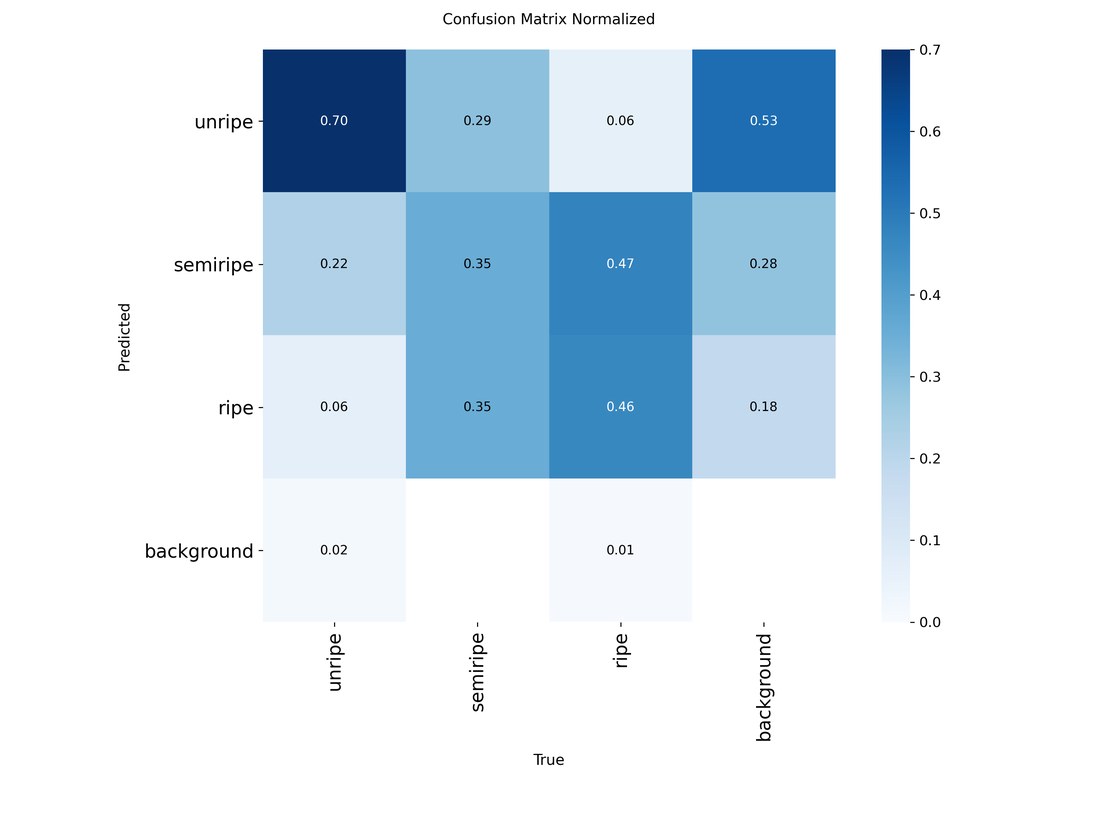 Confusion Matrix Normalized
unripe 0.70 0.29 0.06 0.53
semiripe 0.22 0.35 0.47 0.28
ripe 0.06 0.35 0.46 0.18
background 0.02 0.01
Predicted
unripe semiripe ripe background
True
0.7
0.6
0.5
0.4
0.3
0.2
0.1
0.0